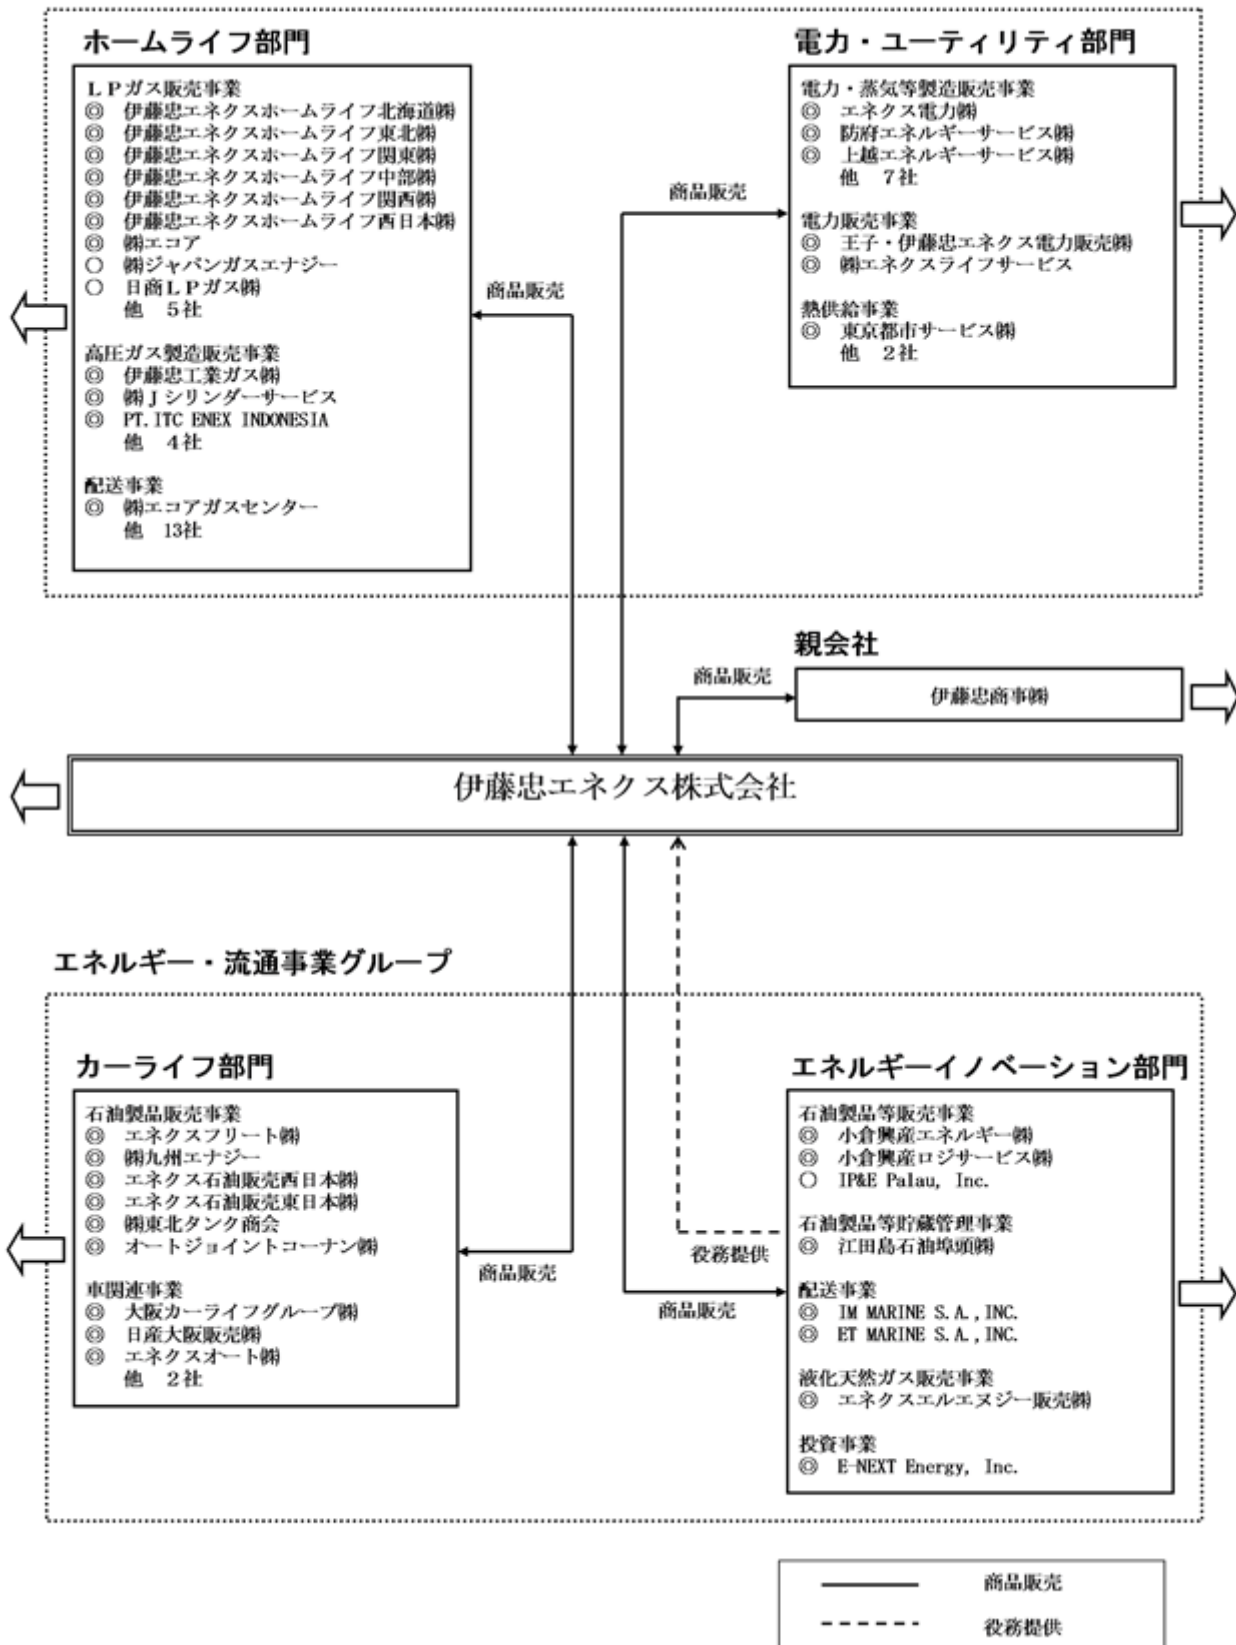 ホームライフ部門
LPガス販売事業
◎ 伊藤忠エネクスホームライフ北海道㈱
◎ 伊藤忠エネクスホームライフ東北㈱
◎ 伊藤忠エネクスホームライフ関東㈱
◎ 伊藤忠エネクスホームライフ中部㈱
◎ 伊藤忠エネクスホームライフ関西㈱
◎ 伊藤忠エネクスホームライフ西日本㈱
◎ ㈱エコア
○ ㈱ジャパンガスエナジー
○ 日商LPガス㈱
他 5社
高圧ガス製造販売事業
◎ 伊藤忠工業ガス㈱
◎ ㈱Jシリンダーサービス
◎ PT.ITC ENEX INDONESIA
他 4社
配送事業
◎ ㈱エコアガスセンター
他 13社
商品販売
電力・ユーティリティ部門
電力・蒸気等製造販売事業
◎ エネクス電力㈱
◎ 防府エネルギーサービス㈱
◎ 上越エネルギーサービス㈱
他 7社
電力販売事業
◎ 王子・伊藤忠エネクス電力販売㈱
◎ ㈱エネクスライフサービス
熱供給事業
◎ 東京都市サービス㈱
他 2社
商品販売
親会社
商品販売
伊藤忠商事㈱
伊藤忠エネクス株式会社
エネルギー・流通事業グループ
カーライフ部門
石油製品販売事業
◎ エネクスフリート㈱
◎ ㈱九州エナジー
◎ エネクス石油販売西日本㈱
◎ エネクス石油販売東日本㈱
◎ ㈱東北タンク商会
◎ オートジョイントコーナン㈱
車関連事業
◎ 大阪カーライフグループ㈱
◎ 日産大阪販売㈱
◎ エネクスオート㈱
他 2社
商品販売
エネルギーイノベーション部門
石油製品等販売事業
◎ 小倉興産エネルギー㈱
◎ 小倉興産ロジサービス㈱
○ IP&E Palau, Inc.
石油製品等貯蔵管理事業
◎ 江田島石油埠頭㈱
配送事業
◎ IM MARINE S.A.,INC.
◎ ET MARINE S.A.,INC.
液化天然ガス販売事業
◎ エネクスエルエヌジー販売㈱
投資事業
◎ E-NEXT Energy, Inc.
役務提供
商品販売
商品販売
役務提供